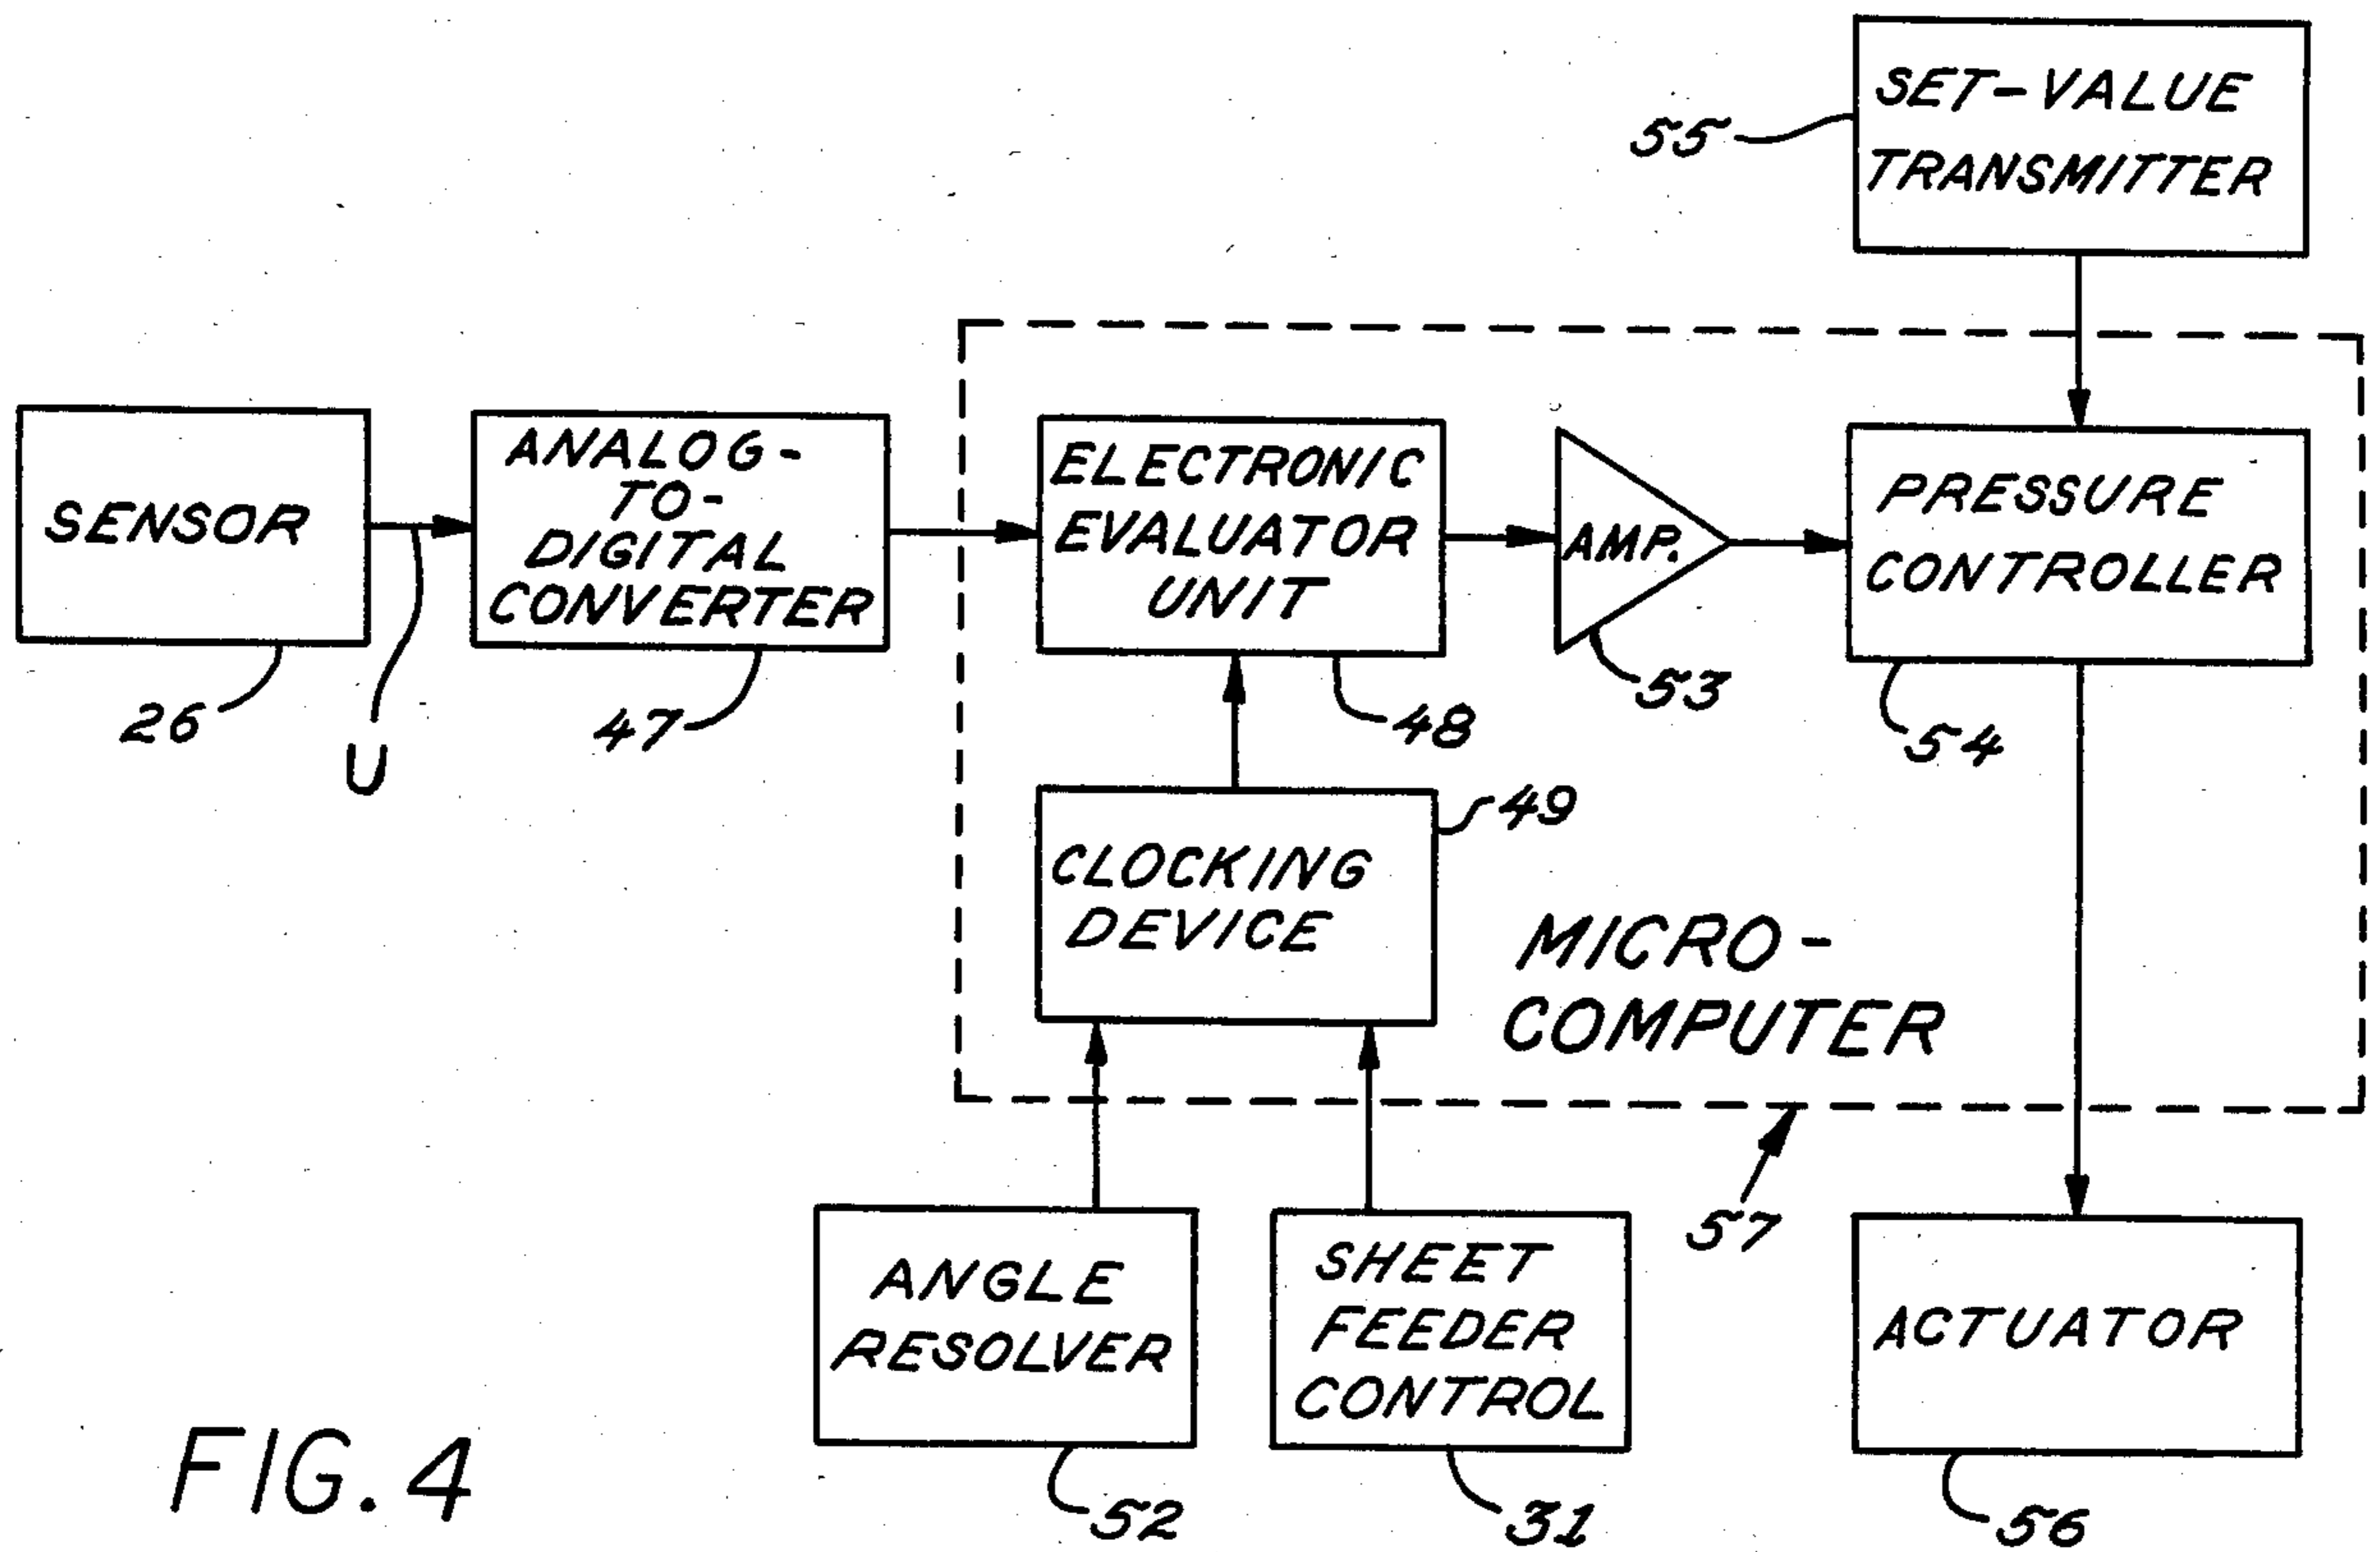 SET-VALUE
TRANSMITTER
55
SENSOR
26
U
ANALOG-
TO-
DIGITAL
CONVERTER
47
ELECTRONIC
EVALUATOR
UNIT
48
AMP.
53
PRESSURE
CONTROLLER
54
CLOCKING
DEVICE
49
MICRO-
COMPUTER
57
ANGLE
RESOLVER
52
SHEET
FEEDER
CONTROL
31
ACTUATOR
56
FIG. 4